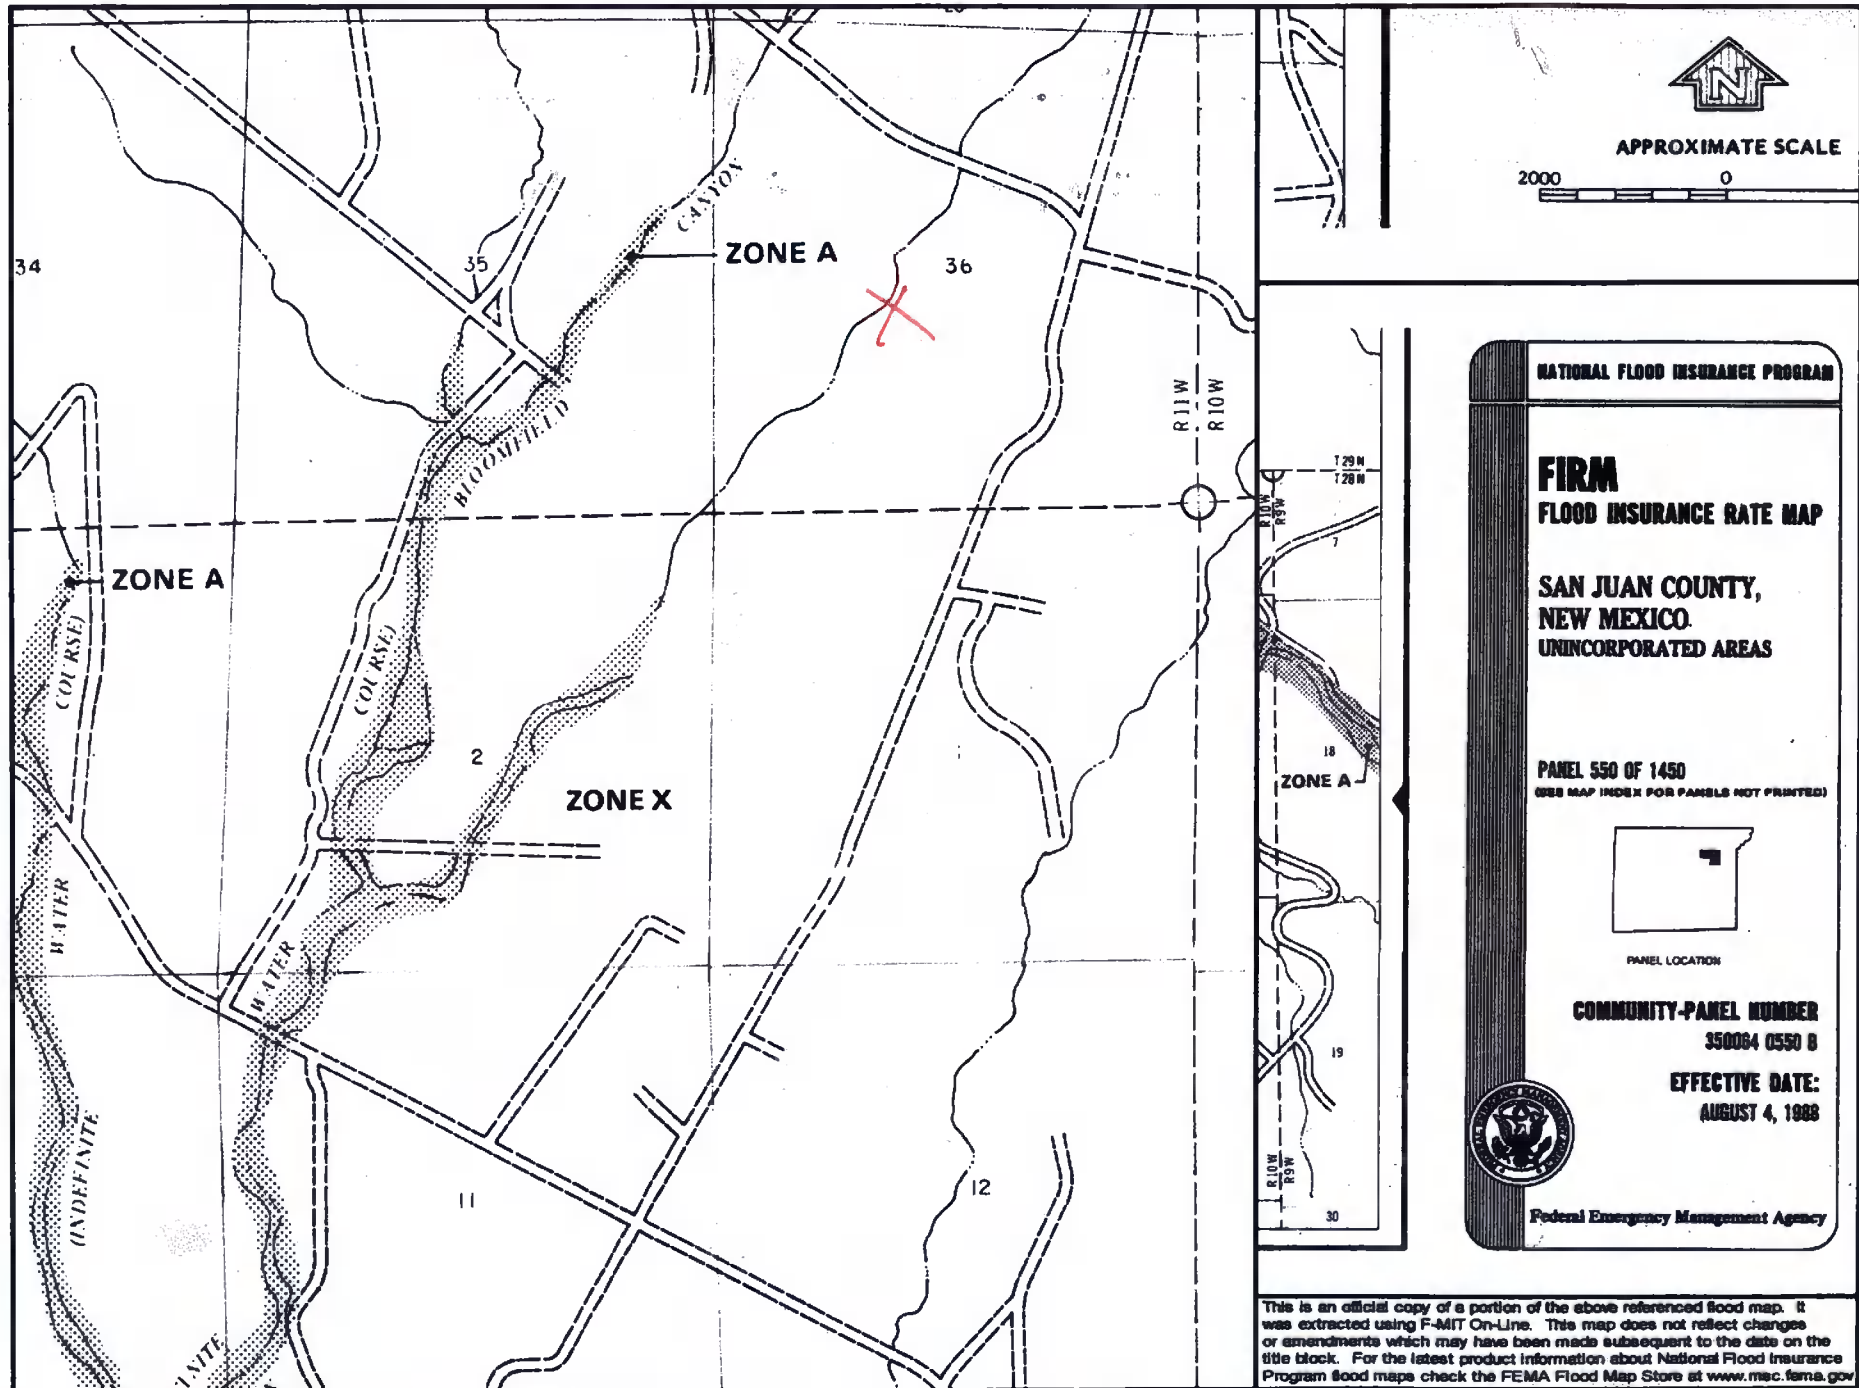 34
35
CANYON
ZONE A
36
BLOOMFIELD
R11W
R10W
ZONE A
COURSE)
COURSE)
2
ZONE X
WATER
WATER
(INDEFINITE
11
12
T29N
T28N
R10W
R9W
7
18
ZONE A
19
R10W
R9W
30
N
APPROXIMATE SCALE
2000 0
NATIONAL FLOOD INSURANCE PROGRAM
FIRM
FLOOD INSURANCE RATE MAP
SAN JUAN COUNTY,
NEW MEXICO
UNINCORPORATED AREAS
PANEL 550 OF 1450
(SEE MAP INDEX FOR PANELS NOT PRINTED)
PANEL LOCATION
COMMUNITY-PANEL NUMBER
350064 0550 B
EFFECTIVE DATE:
AUGUST 4, 1988
Federal Emergency Management Agency
This is an official copy of a portion of the above referenced flood map. It
was extracted using F-MIT On-Line. This map does not reflect changes
or amendments which may have been made subsequent to the date on the
title block. For the latest product information about National Flood Insurance
Program flood maps check the FEMA Flood Map Store at www.msc.fema.gov